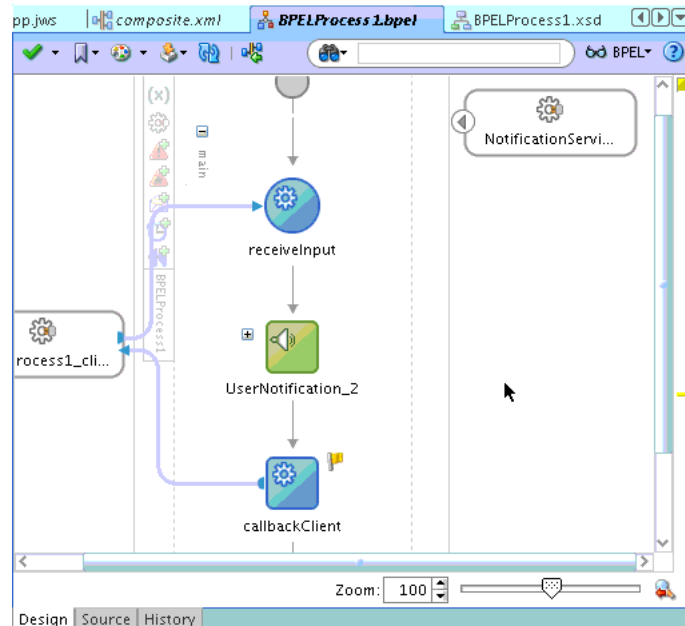 pp.jws composite.xml BPELProcess1.bpel BPELProcess1.xsd
BPEL
(x)
NotificationServi...
main
receiveInput
BPELProcess1
rocess1_cli...
UserNotification_2
callbackClient
Zoom: 100
Design Source History